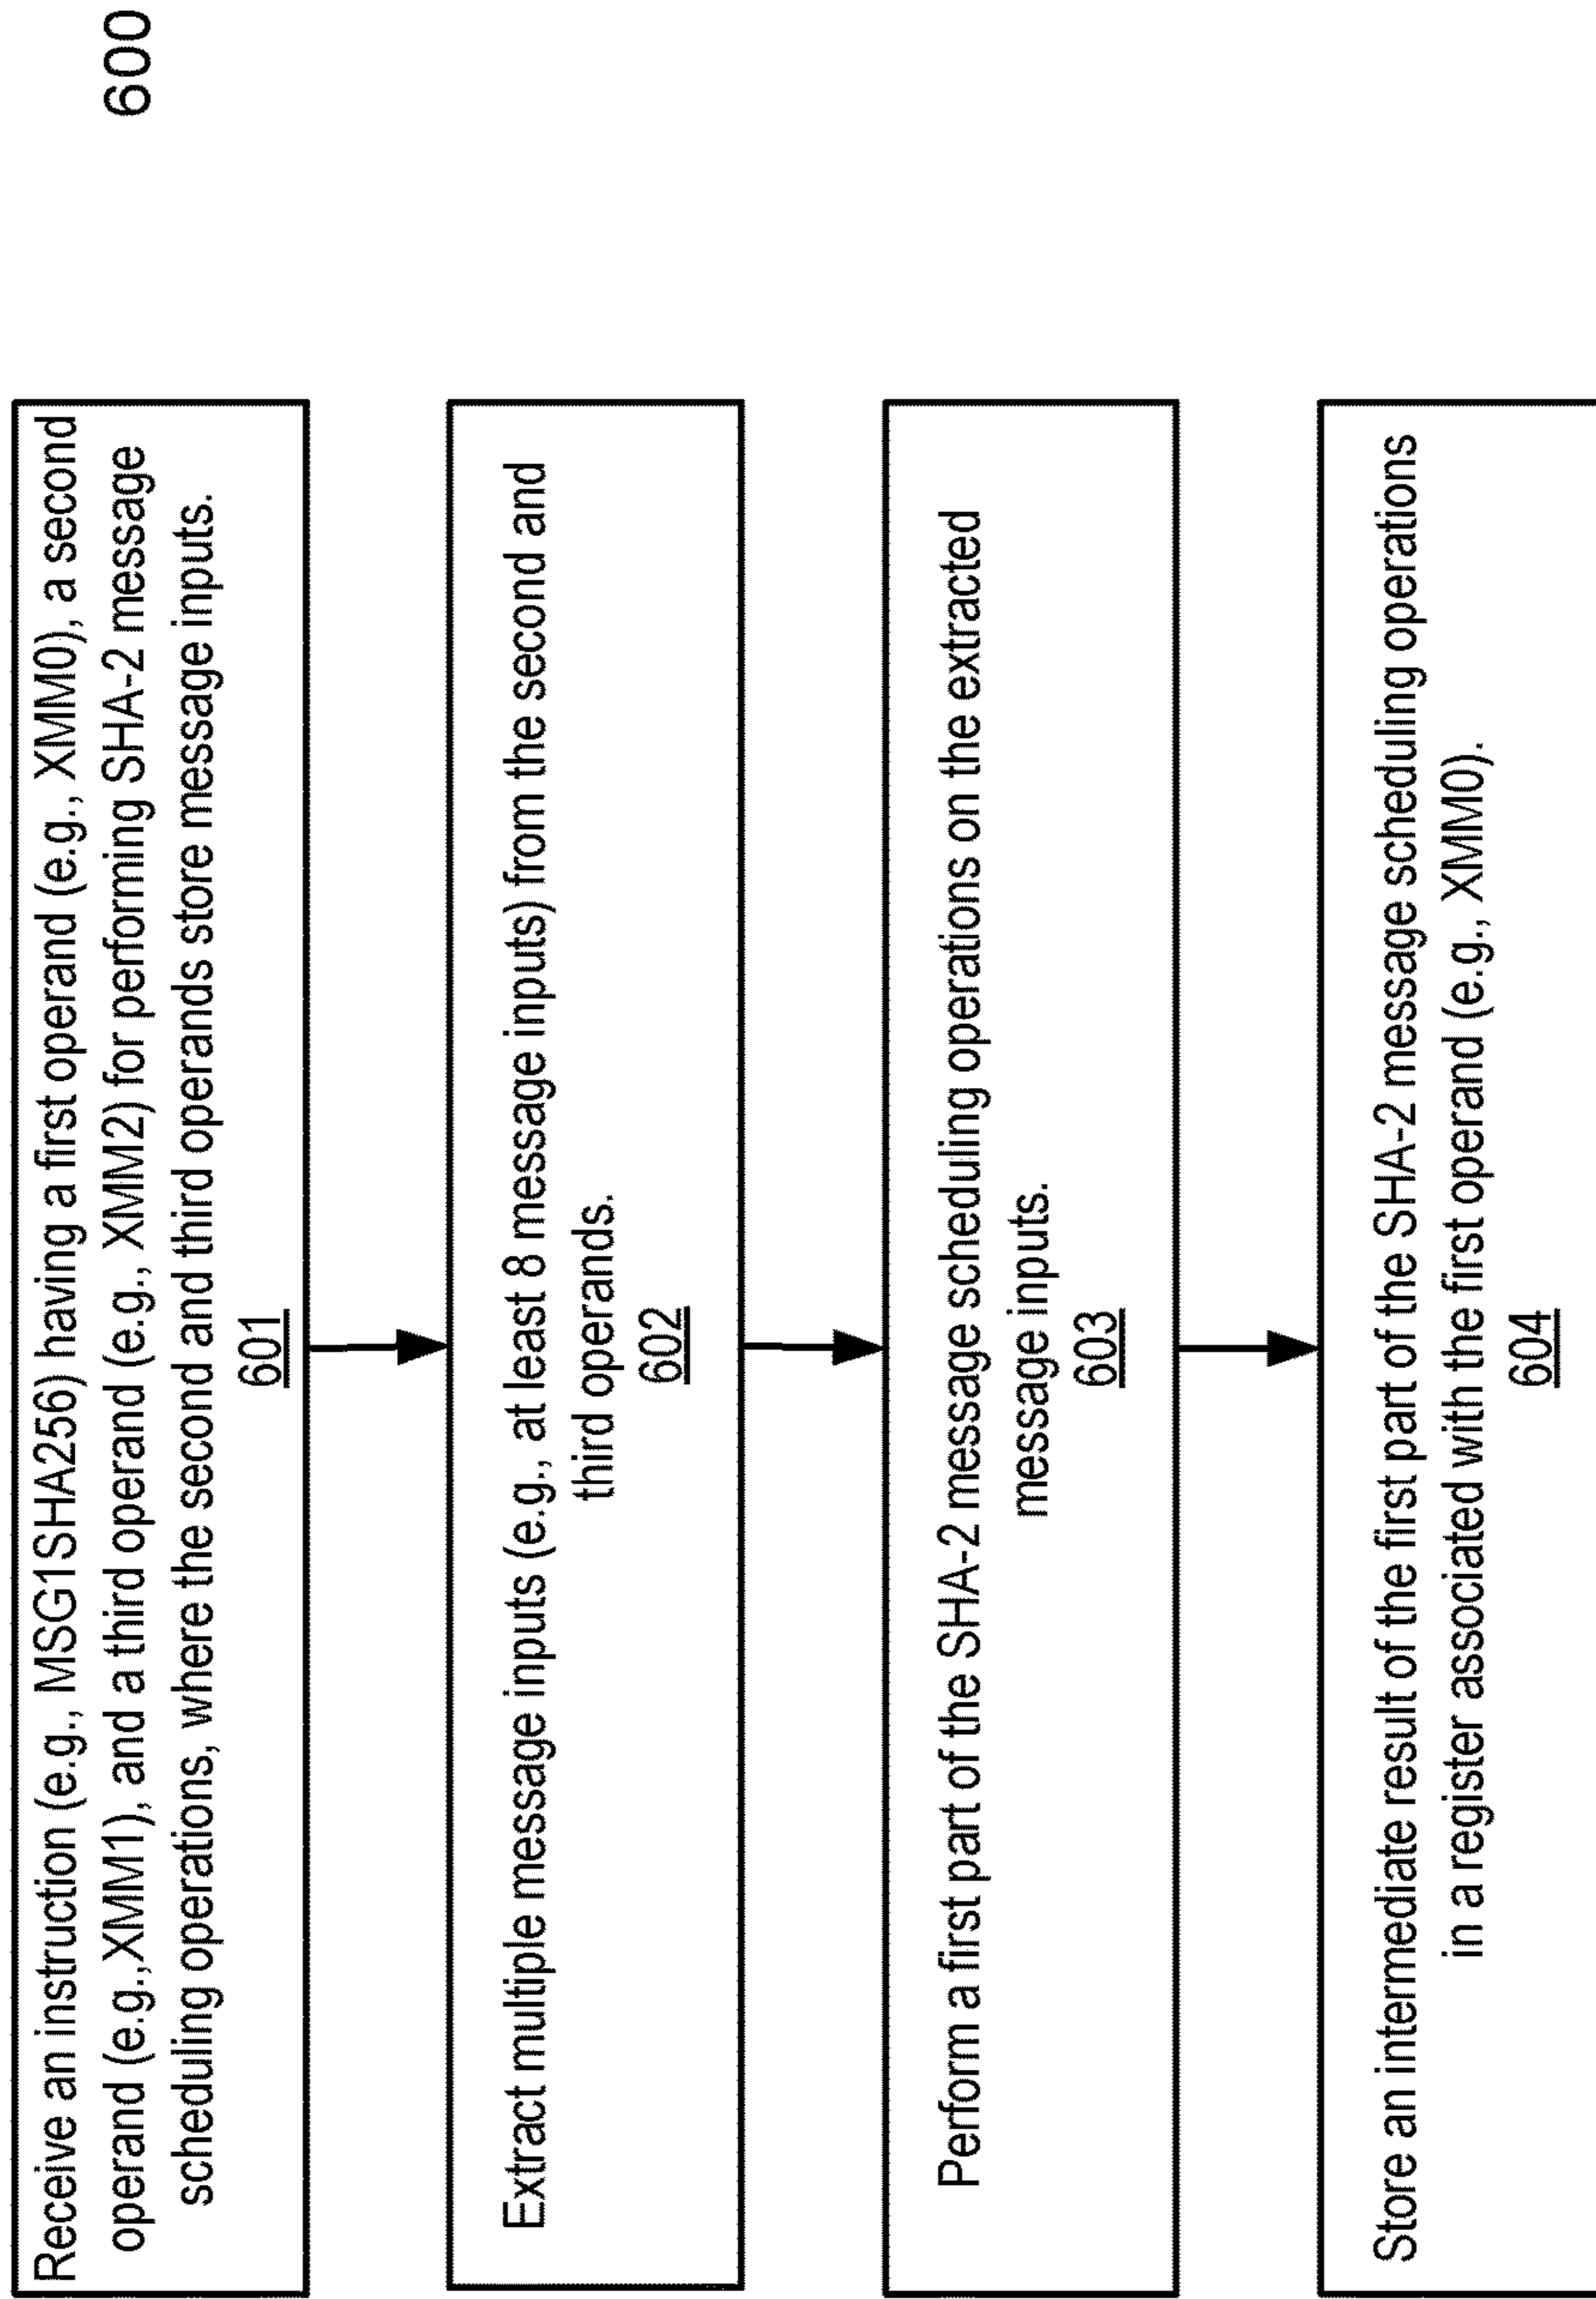 600
Receive an instruction (e.g., MSG1SHA256) having a first operand (e.g., XMM0), a second
operand (e.g.,XMM1), and a third operand (e.g., XMM2) for performing SHA-2 message
scheduling operations, where the second and third operands store message inputs.
601
Extract multiple message inputs (e.g., at least 8 message inputs) from the second and
third operands.
602
Perform a first part of the SHA-2 message scheduling operations on the extracted
message inputs.
603
Store an intermediate result of the first part of the SHA-2 message scheduling operations
in a register associated with the first operand (e.g., XMM0).
604